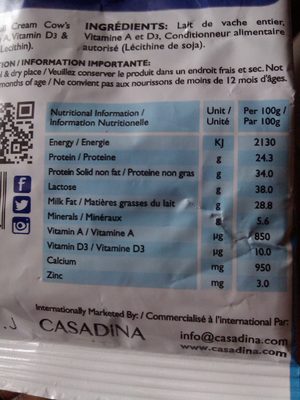 Cream Cow's
A, Vitamin D3 &
Lecithin).
INGRÉDIENTS: Lait de vache entier,
Vitamine A et D3, Conditionneur alimentaire
autorisé (Lécithine de soja).
ION / INFORMATION IMPORTANTE:
l & dry place / Veuillez conserver le produit dans un endroit frais et sec. Not
months of age / Ne convient pas aux nourissons de moins de 12 mois d'âges.
Nutritional Information / Information Nutritionelle Unit / Unité Per 100g / Par 100g
Energy / Energie KJ 2130
Protein / Proteine g 24.3
Protein Solid non fat / Proteine non gras g 34.0
Lactose g 38.0
Milk Fat / Matières grasses du lait g 28.8
Minerals / Minéraux g 5.6
Vitamin A / Vitamine A µg 850
Vitamin D3 / Vitamine D3 µg 10.0
Calcium mg 950
Zinc mg 3.0
Internationally Marketed By: / Commercialisé à l'International Par:
CASADINA
info@casadina.com
www.casadina.com